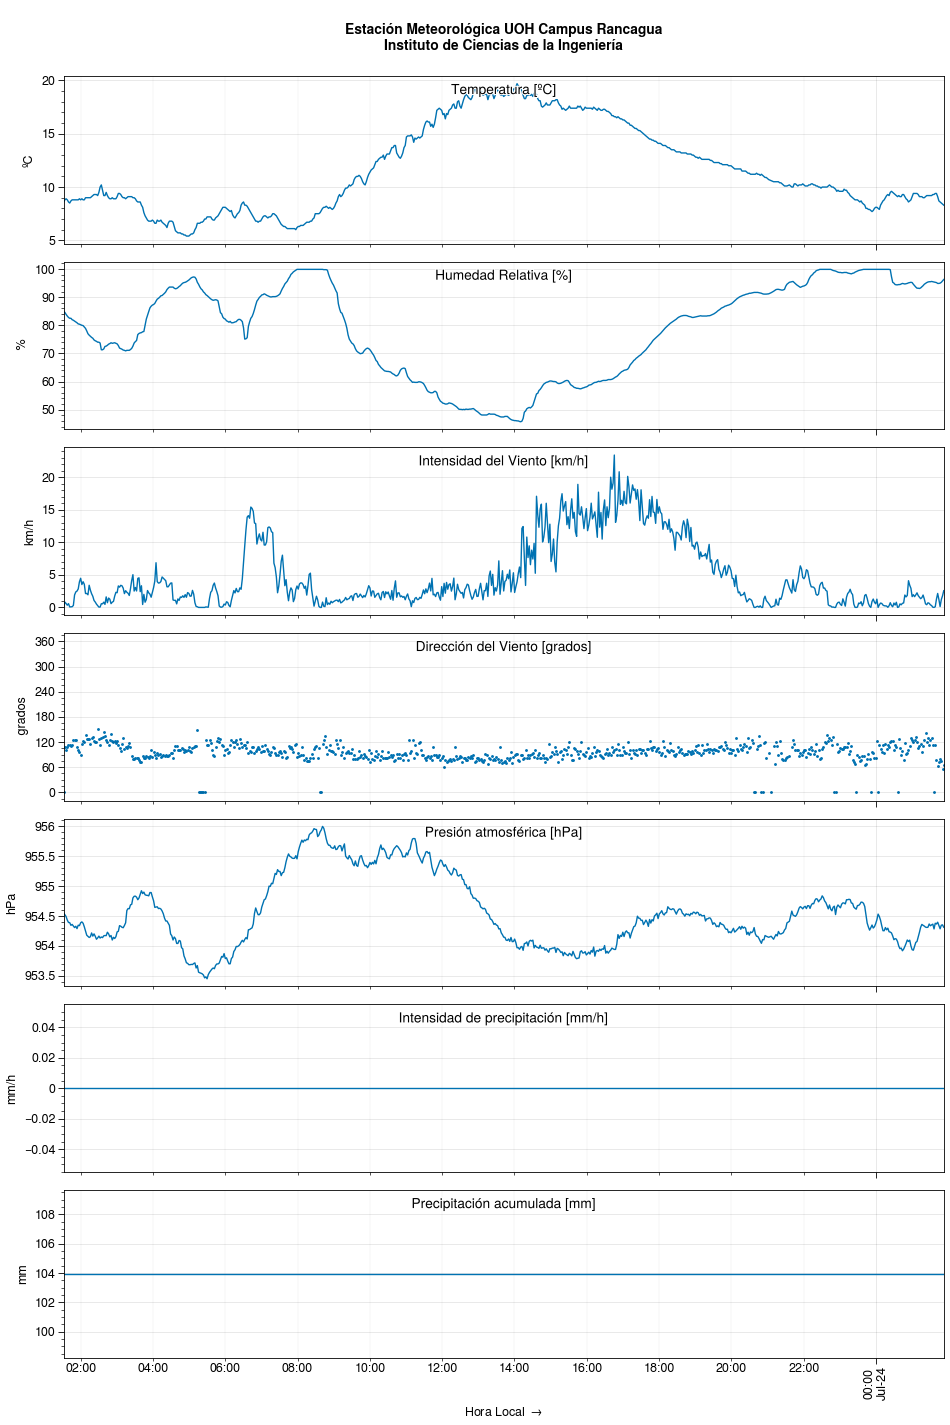 Estación Meteorológica UOH Campus Rancagua
Instituto de Ciencias de la Ingeniería
Temperatura [ºC]
ºC
20
15
10
5
Humedad Relativa [%]
%
100
90
80
70
60
50
Intensidad del Viento [km/h]
km/h
20
15
10
5
0
Dirección del Viento [grados]
grados
360
300
240
180
120
60
0
Presión atmosférica [hPa]
hPa
956
955.5
955
954.5
954
953.5
Intensidad de precipitación [mm/h]
mm/h
0.04
0.02
0
−0.02
−0.04
Precipitación acumulada [mm]
mm
108
106
104
102
100
02:00 04:00 06:00 08:00 10:00 12:00 14:00 16:00 18:00 20:00 22:00 00:00
Jul-24
Hora Local →